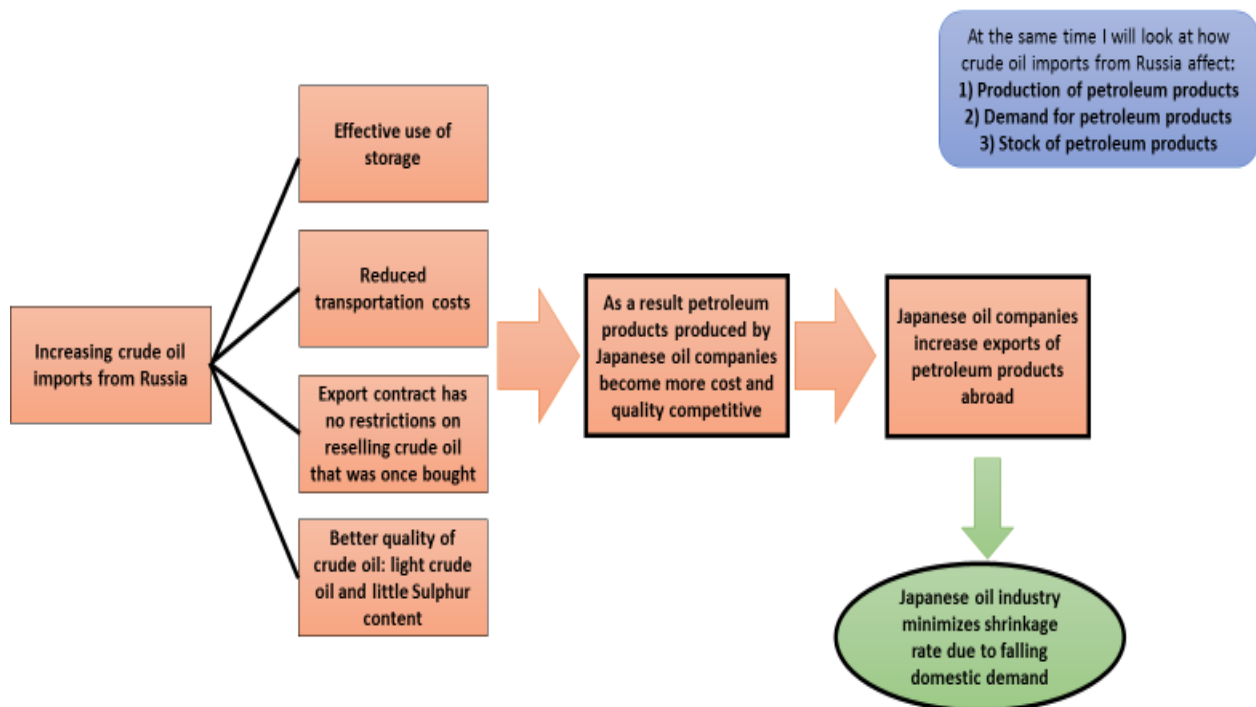 At the same time I will look at how
crude oil imports from Russia affect:
1) Production of petroleum products
2) Demand for petroleum products
3) Stock of petroleum products
Increasing crude oil
imports from Russia
Effective use of
storage
Reduced
transportation costs
Export contract has
no restrictions on
reselling crude oil
that was once bought
Better quality of
crude oil: light crude
oil and little Sulphur
content
As a result petroleum
products produced by
Japanese oil companies
become more cost and
quality competitive
Japanese oil companies
increase exports of
petroleum products
abroad
Japanese oil industry
minimizes shrinkage
rate due to falling
domestic demand